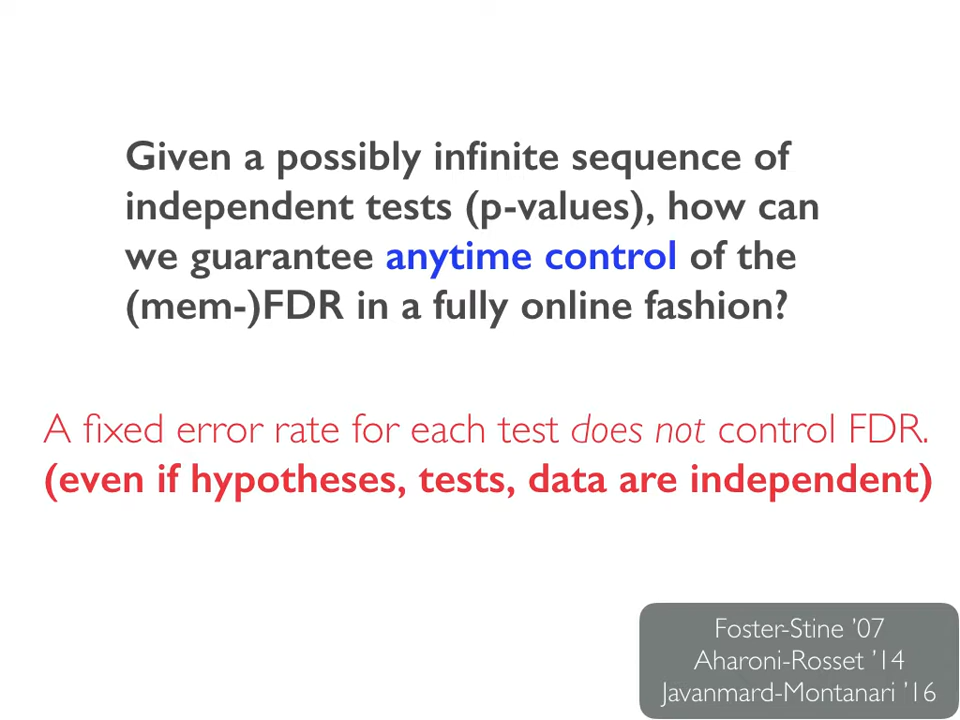 Given a possibly infinite sequence of
independent tests (p-values), how can
we guarantee anytime control of the
(mem-)FDR in a fully online fashion?
A fixed error rate for each test does not control FDR.
(even if hypotheses, tests, data are independent)
Foster-Stine ’07
Aharoni-Rosset ’14
Javanmard-Montanari ’16